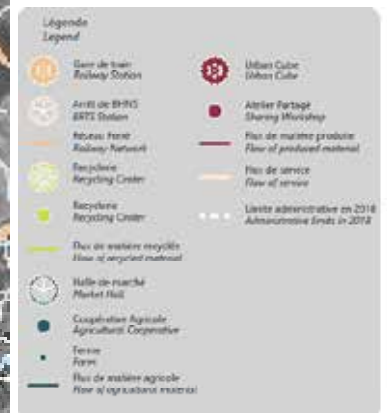 Légende
Legend
Gare de train
Railway Station
Arrêt de BHNS
BRTS Station
Réseau Ferré
Railway Network
Recyclerie
Recycling Center
Recyclerie
Recycling Center
Flux de matière recyclés
Flow of recycled material
Halle de marché
Market Hall
Coopérative Agricole
Agricultural Cooperative
Ferme
Farm
Flux de matière agricole
Flow of agricultural material
Urban Cube
Urban Cube
Atelier Partagé
Sharing Workshop
Flux de matière produite
Flow of produced material
Flux de service
Flow of service
Limite administrative en 2018
Administrative limits in 2018